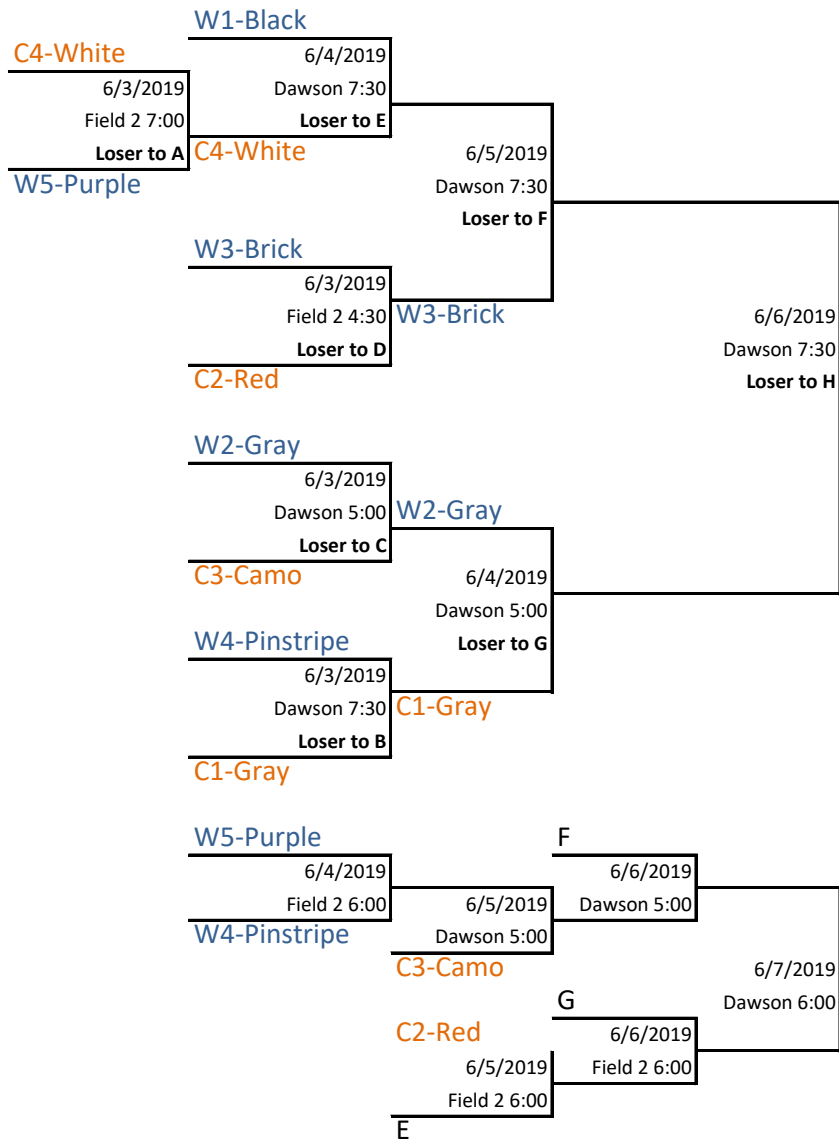 W1-Black
C4-White
6/4/2019
6/3/2019
Dawson 7:30
Field 2 7:00
Loser to E
Loser to A
C4-White
6/5/2019
W5-Purple
Dawson 7:30
Loser to F
W3-Brick
6/3/2019
Field 2 4:30
W3-Brick
6/6/2019
Loser to D
Dawson 7:30
C2-Red
Loser to H
W2-Gray
6/3/2019
Dawson 5:00
W2-Gray
Loser to C
C3-Camo
6/4/2019
Dawson 5:00
W4-Pinstripe
Loser to G
6/3/2019
Dawson 7:30
C1-Gray
Loser to B
C1-Gray
W5-Purple
F
6/4/2019
6/6/2019
Field 2 6:00
6/5/2019
Dawson 5:00
W4-Pinstripe
Dawson 5:00
C3-Camo
6/7/2019
Dawson 6:00
G
C2-Red
6/6/2019
6/5/2019
Field 2 6:00
Field 2 6:00
E